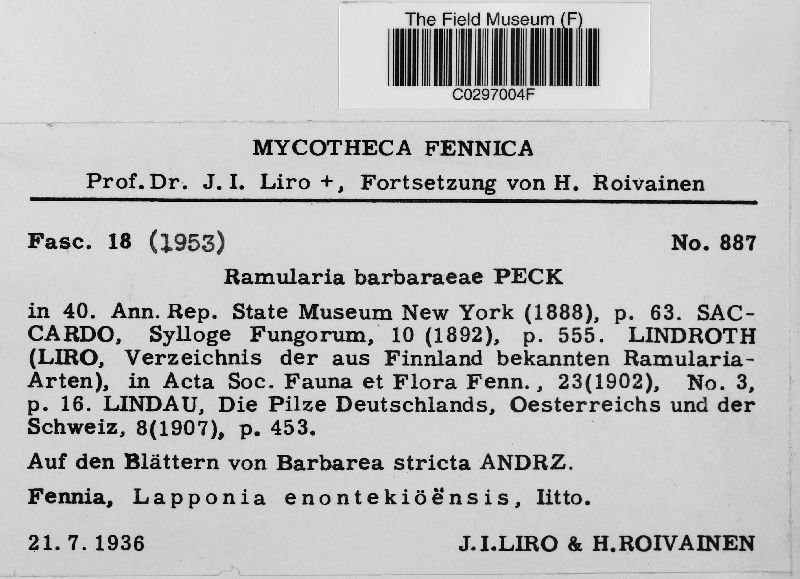 The Field Museum (F)
C0297004F
MYCOTHECA FENNICA
Prof. Dr. J. I. Liro +, Fortsetzung von H. Roivainen
Fasc. 18 (1953) No. 887
Ramularia barbaraeae PECK
in 40. Ann. Rep. State Museum New York (1888), p. 63. SAC-
CARDO, Sylloge Fungorum, 10 (1892), p. 555. LINDROTH
(LIRO, Verzeichnis der aus Finnland bekannten Ramularia-
Arten), in Acta Soc. Fauna et Flora Fenn., 23(1902), No. 3,
p. 16. LINDAU, Die Pilze Deutschlands, Oesterreichs und der
Schweiz, 8(1907), p. 453.
Auf den Blättern von Barbarea stricta ANDRZ.
Fennia, Lapponia enontekiöënsis, Iitto.
21. 7. 1936 J.I.LIRO & H.ROIVAINEN